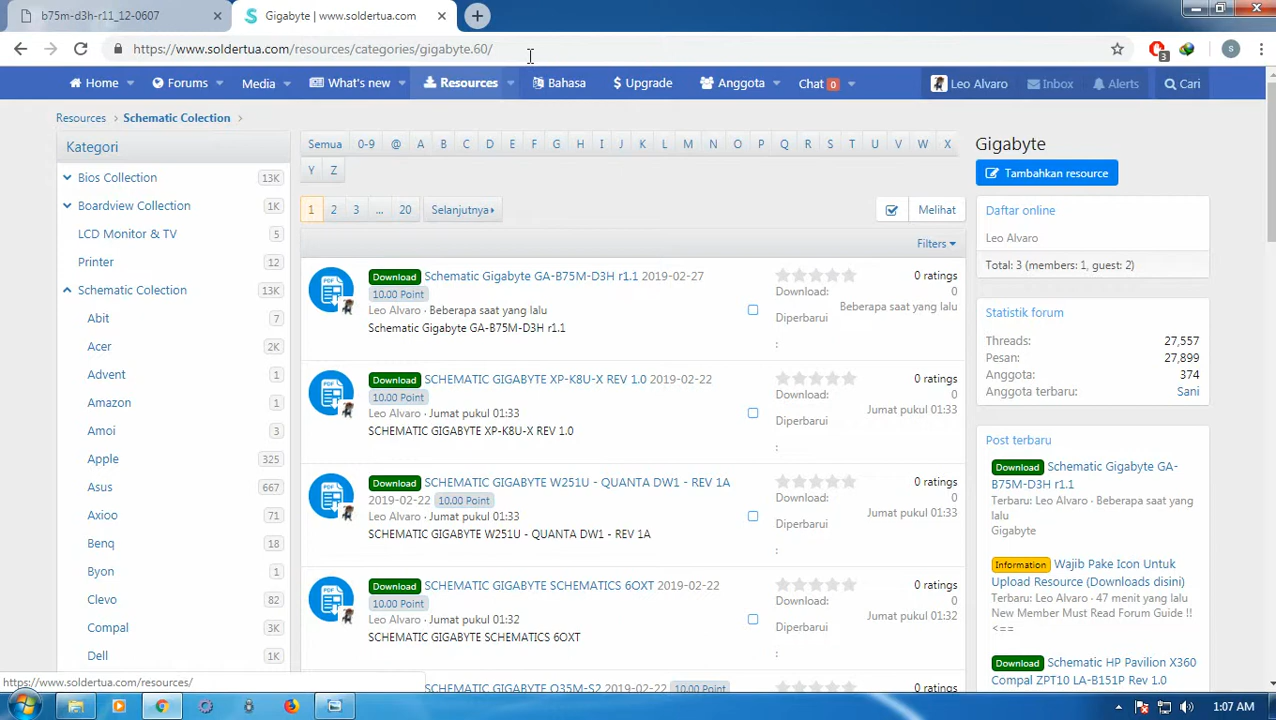 b75m-d3h-r11_12-0607
Gigabyte | www.soldertua.com
https://www.soldertua.com/resources/categories/gigabyte.60/
3
S
Home
Forums
Media
What's new
Resources
Bahasa
$ Upgrade
Anggota
Chat 0
Leo Alvaro
Inbox
Alerts
Cari
Resources
Schematic Colection
Kategori
Bios Collection 13K
Boardview Collection 1K
LCD Monitor & TV 5
Printer 12
Schematic Colection 13K
Abit 7
Acer 2K
Advent 1
Amazon 1
Amoi 3
Apple 325
Asus 667
Axioo 71
Benq 18
Byon 1
Clevo 82
Compal 3K
Dell 1K
Semua 0-9 @ A B C D E F G H I J K L M N O P Q R S T U V W X
Y Z
1 2 3 ... 20 Selanjutnya
Melihat
Filters
Download Schematic Gigabyte GA-B75M-D3H r1.1 2019-02-27
10.00 Point
Leo Alvaro · Beberapa saat yang lalu
Schematic Gigabyte GA-B75M-D3H r1.1
0 ratings
Download: 0
Beberapa saat yang lalu
Diperbarui
:
Download SCHEMATIC GIGABYTE XP-K8U-X REV 1.0 2019-02-22
10.00 Point
Leo Alvaro · Jumat pukul 01:33
SCHEMATIC GIGABYTE XP-K8U-X REV 1.0
0 ratings
Download: 0
Jumat pukul 01:33
Diperbarui
:
Download SCHEMATIC GIGABYTE W251U - QUANTA DW1 - REV 1A
2019-02-22 10.00 Point
Leo Alvaro · Jumat pukul 01:33
SCHEMATIC GIGABYTE W251U - QUANTA DW1 - REV 1A
0 ratings
Download: 0
Jumat pukul 01:33
Diperbarui
:
Download SCHEMATIC GIGABYTE SCHEMATICS 6OXT 2019-02-22
10.00 Point
Leo Alvaro · Jumat pukul 01:32
SCHEMATIC GIGABYTE SCHEMATICS 6OXT
0 ratings
Download: 0
Jumat pukul 01:32
Diperbarui
:
SCHEMATIC GIGABYTE Q35M-S2 2019-02-22 10.00 Point
Gigabyte
Tambahkan resource
Daftar online
Leo Alvaro
Total: 3 (members: 1, guest: 2)
Statistik forum
Threads: 27,557
Pesan: 27,899
Anggota: 374
Anggota terbaru: Sani
Post terbaru
Download Schematic Gigabyte GA-
B75M-D3H r1.1
Terbaru: Leo Alvaro · Beberapa saat yang
lalu
Gigabyte
Information Wajib Pake Icon Untuk
Upload Resource (Downloads disini)
Terbaru: Leo Alvaro · 47 menit yang lalu
New Member Must Read Forum Guide !!
<==
Download Schematic HP Pavilion X360
Compal ZPT10 LA-B151P Rev 1.0
https://www.soldertua.com/resources/
1:07 AM